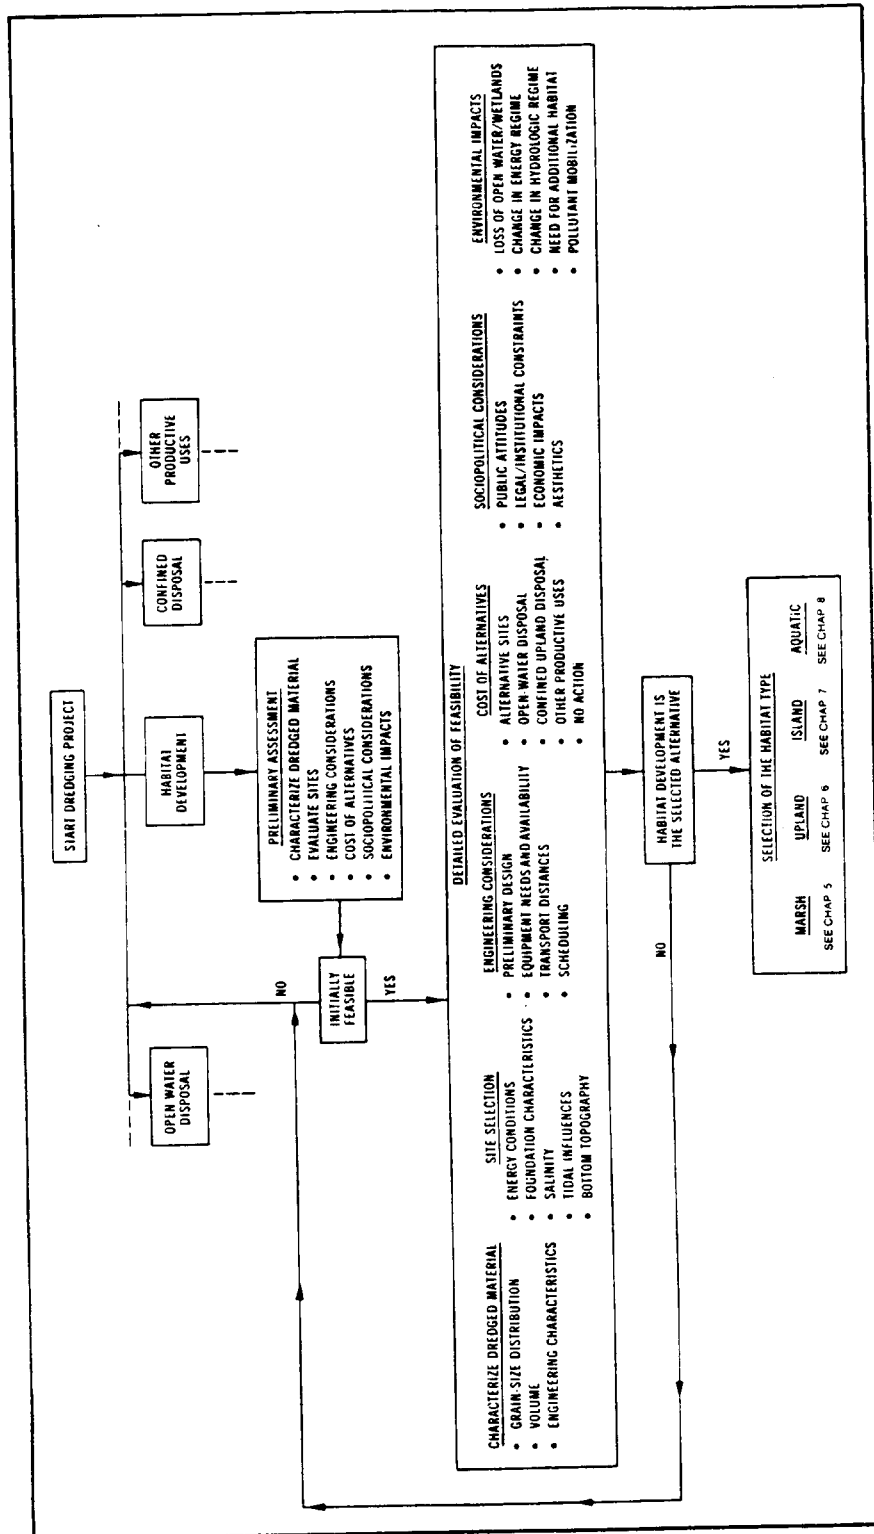 START DREDGING PROJECT
OPEN WATER
DISPOSAL
HABITAT
DEVELOPMENT
CONFINED
DISPOSAL
OTHER
PRODUCTIVE
USES
PRELIMINARY ASSESSMENT
• CHARACTERIZE DREDGED MATERIAL
• EVALUATE SITES
• ENGINEERING CONSIDERATIONS
• COST OF ALTERNATIVES
• SOCIOPOLITICAL CONSIDERATIONS
• ENVIRONMENTAL IMPACTS
NO
INITIALLY
FEASIBLE
YES
DETAILED EVALUATION OF FEASIBILITY
CHARACTERIZE DREDGED MATERIAL
• GRAIN-SIZE DISTRIBUTION
• VOLUME
• ENGINEERING CHARACTERISTICS
SITE SELECTION
• ENERGY CONDITIONS
• FOUNDATION CHARACTERISTICS
• SALINITY
• TIDAL INFLUENCES
• BOTTOM TOPOGRAPHY
ENGINEERING CONSIDERATIONS
• PRELIMINARY DESIGN
• EQUIPMENT NEEDS AND AVAILABILITY
• TRANSPORT DISTANCES
• SCHEDULING
COST OF ALTERNATIVES
• ALTERNATIVE SITES
• OPEN-WATER DISPOSAL
• CONFINED UPLAND DISPOSAL
• OTHER PRODUCTIVE USES
• NO ACTION
SOCIOPOLITICAL CONSIDERATIONS
• PUBLIC ATTITUDES
• LEGAL/INSTITUTIONAL CONSTRAINTS
• ECONOMIC IMPACTS
• AESTHETICS
ENVIRONMENTAL IMPACTS
• LOSS OF OPEN WATER/WETLANDS
• CHANGE IN ENERGY REGIME
• CHANGE IN HYDROLOGIC REGIME
• NEED FOR ADDITIONAL HABITAT
• POLLUTANT MOBILIZATION
NO
HABITAT DEVELOPMENT IS
THE SELECTED ALTERNATIVE
YES
SELECTION OF THE HABITAT TYPE
MARSH UPLAND ISLAND AQUATIC
SEE CHAP 5 SEE CHAP 6 SEE CHAP 7 SEE CHAP 8